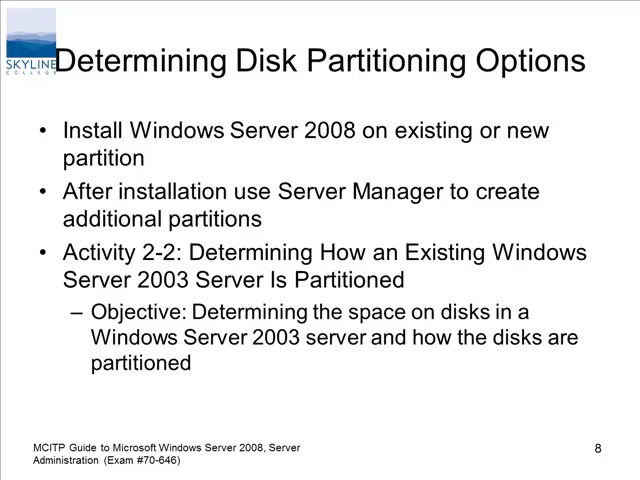 SKYLINE
COLLEGE
Determining Disk Partitioning Options
• Install Windows Server 2008 on existing or new
partition
• After installation use Server Manager to create
additional partitions
• Activity 2-2: Determining How an Existing Windows
Server 2003 Server Is Partitioned
– Objective: Determining the space on disks in a
Windows Server 2003 server and how the disks are
partitioned
MCITP Guide to Microsoft Windows Server 2008, Server
Administration (Exam #70-646)
8